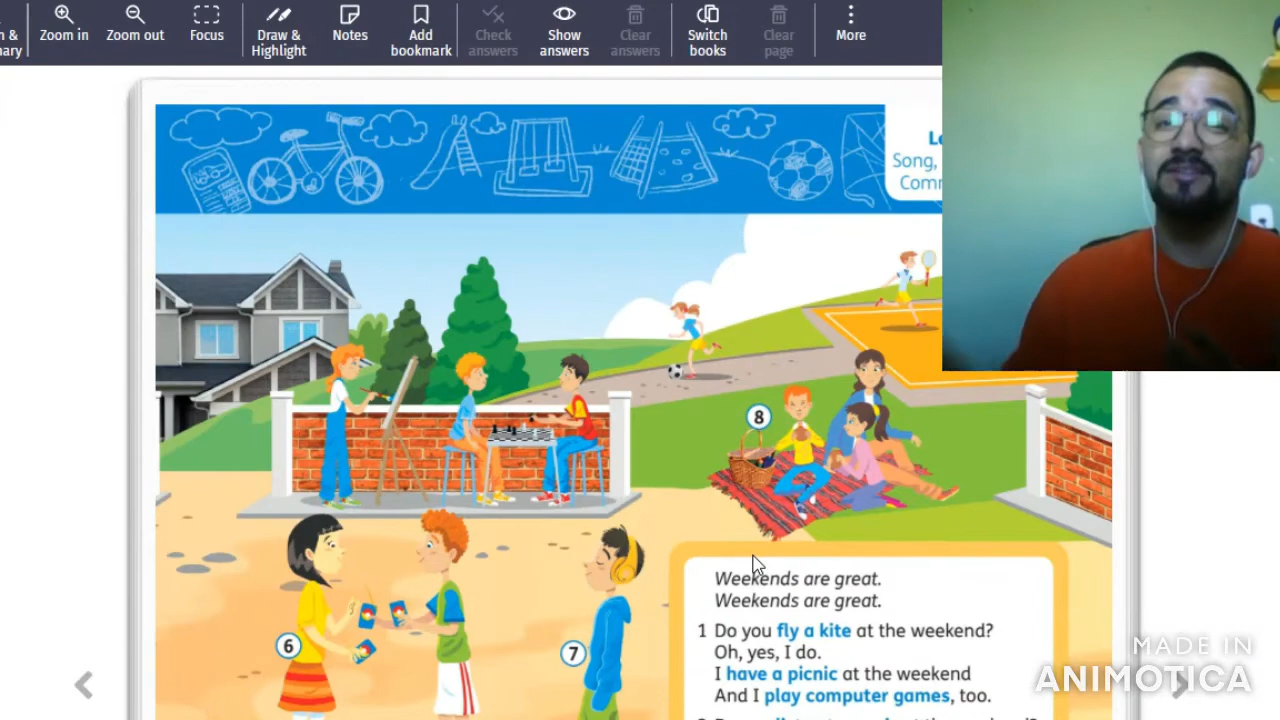 Zoom in
Zoom out
Focus
Draw &
Highlight
Notes
Add
bookmark
Check
answers
Show
answers
Clear
answers
Switch
books
Clear
page
More
Song,
8
6
7
Weekends are great.
Weekends are great.
1 Do you fly a kite at the weekend?
Oh, yes, I do.
I have a picnic at the weekend
And I play computer games, too.
MADE IN
ANIMOTICA